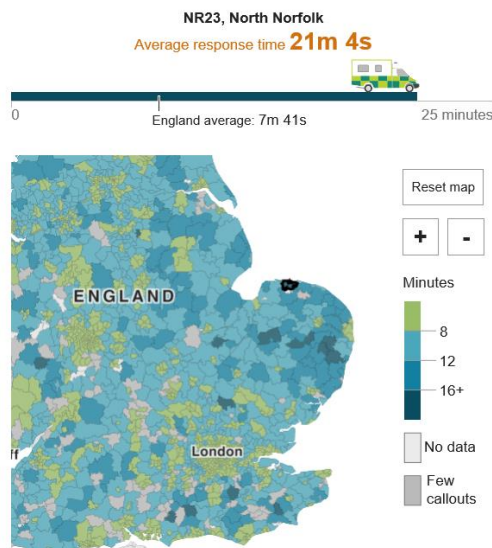 NR23, North Norfolk
Average response time 21m 4s
0
England average: 7m 41s
25 minutes
Reset map
+ -
ENGLAND
London
ff
Minutes
8
12
16+
No data
Few
callouts